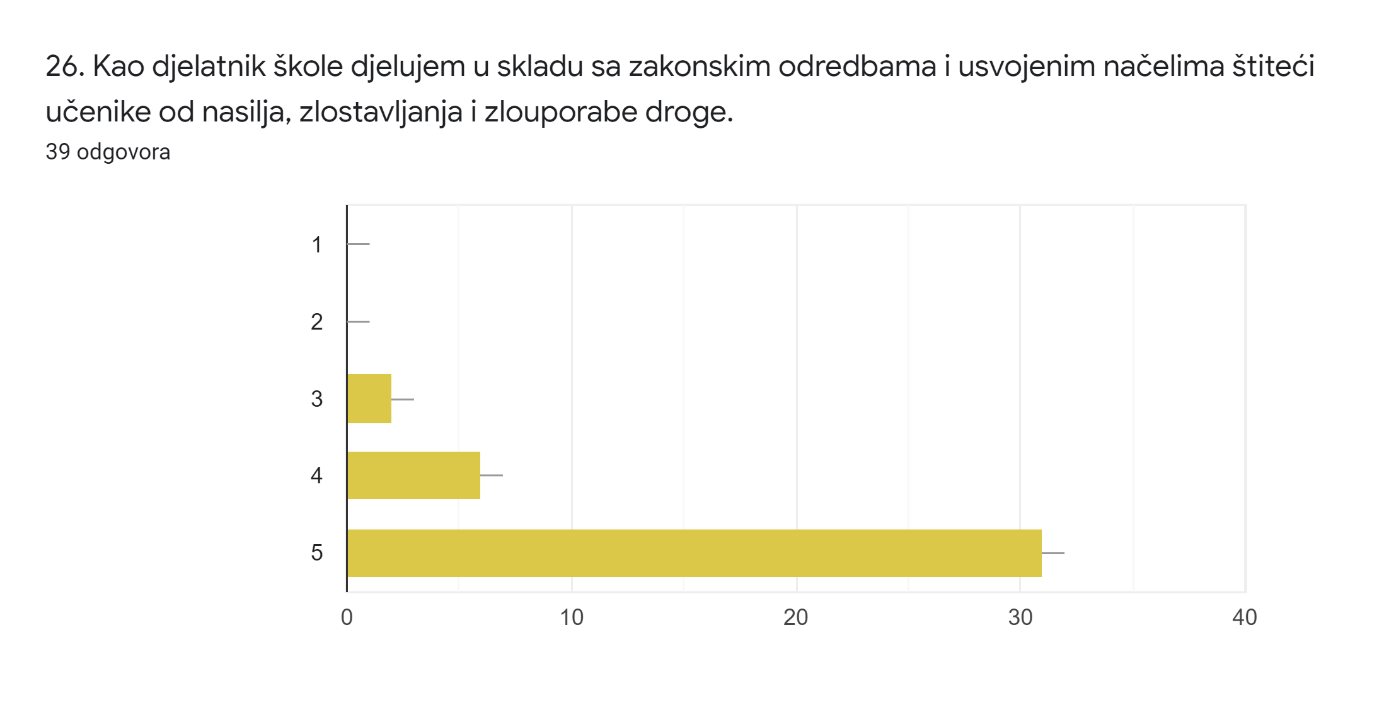 26. Kao djelatnik škole djelujem u skladu sa zakonskim odredbama i usvojenim načelima štiteći
učenike od nasilja, zlostavljanja i zlouporabe droge.
39 odgovora
1
2
3
4
5
0 10 20 30 40